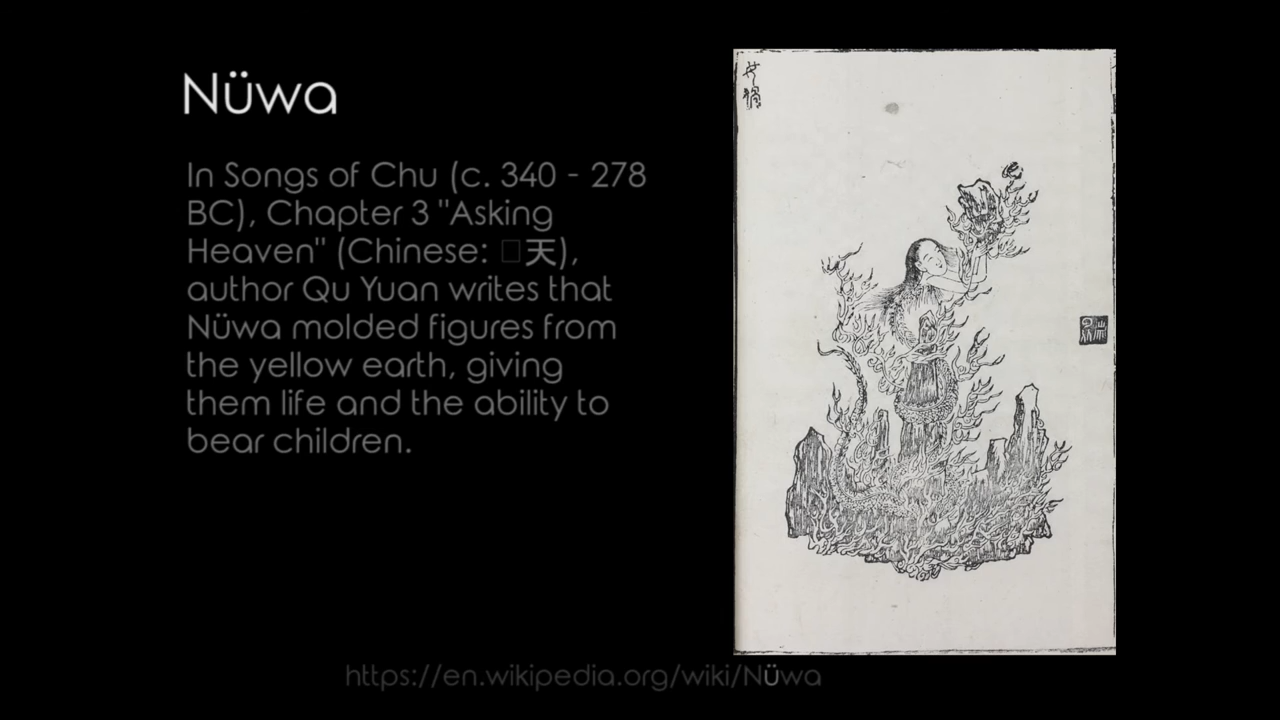 Nüwa
In Songs of Chu (c. 340 - 278
BC), Chapter 3 "Asking
Heaven" (Chinese: 天),
author Qu Yuan writes that
Nüwa molded figures from
the yellow earth, giving
them life and the ability to
bear children.
女媧
https://en.wikipedia.org/wiki/Nüwa